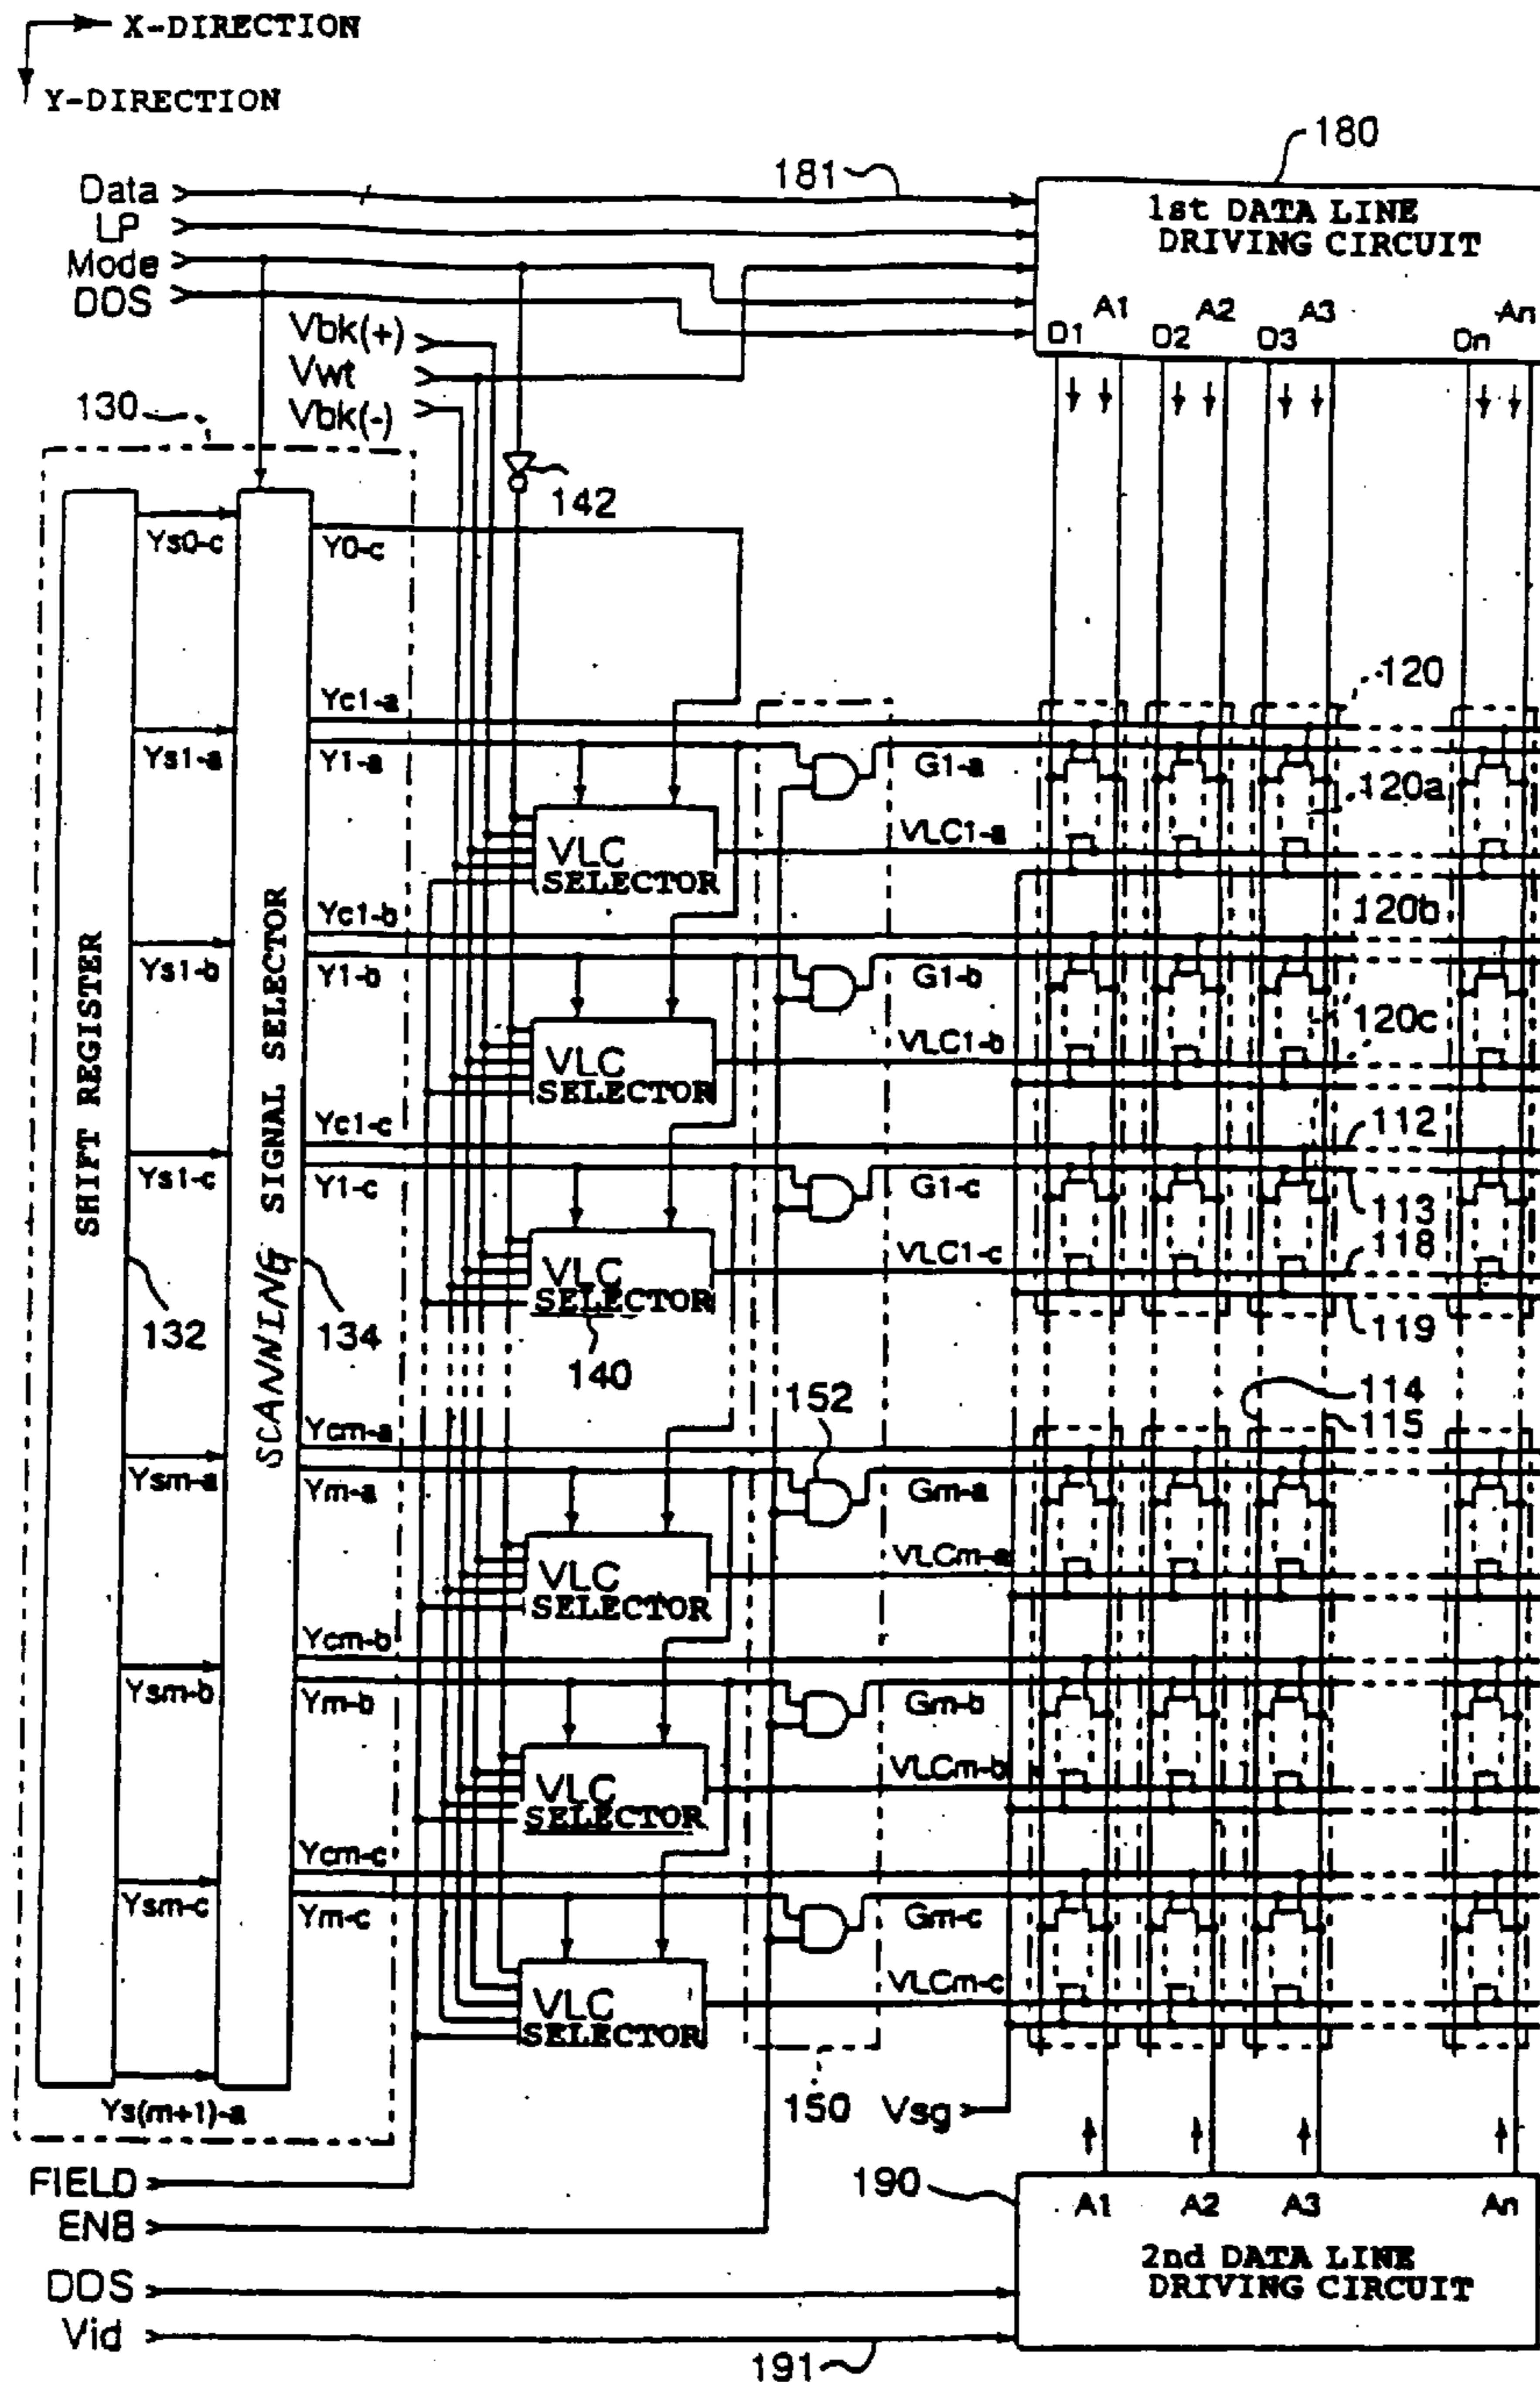 X-DIRECTION
Y-DIRECTION
180
181
Data
LP
Mode
DOS
1st DATA LINE
DRIVING CIRCUIT
A1 A2 A3 An
D1 D2 D3 Dn
Vbk(+)
Vwt
Vbk(-)
130
142
Ys0-c
Y0-c
Yc1-a
120
Ys1-a
Y1-a
G1-a
120a
VLC1-a
VLC
SELECTOR
Yc1-b
120b
Ys1-b
Y1-b
G1-b
120c
VLC1-b
VLC
SELECTOR
Yc1-c
112
Ys1-c
Y1-c
G1-c
113
118
VLC1-c
VLC
SELECTOR
119
SHIFT REGISTER
SCANNING SIGNAL SELECTOR
132
134
140
114
152
115
Ycm-a
Ysm-a
Ym-a
Gm-a
VLCm-a
VLC
SELECTOR
Ycm-b
Ysm-b
Ym-b
Gm-b
VLCm-b
VLC
SELECTOR
Ycm-c
Ysm-c
Ym-c
Gm-c
VLCm-c
VLC
SELECTOR
Ys(m+1)-a
150
Vsg
FIELD
190
A1 A2 A3 An
ENB
2nd DATA LINE
DRIVING CIRCUIT
DOS
Vid
191